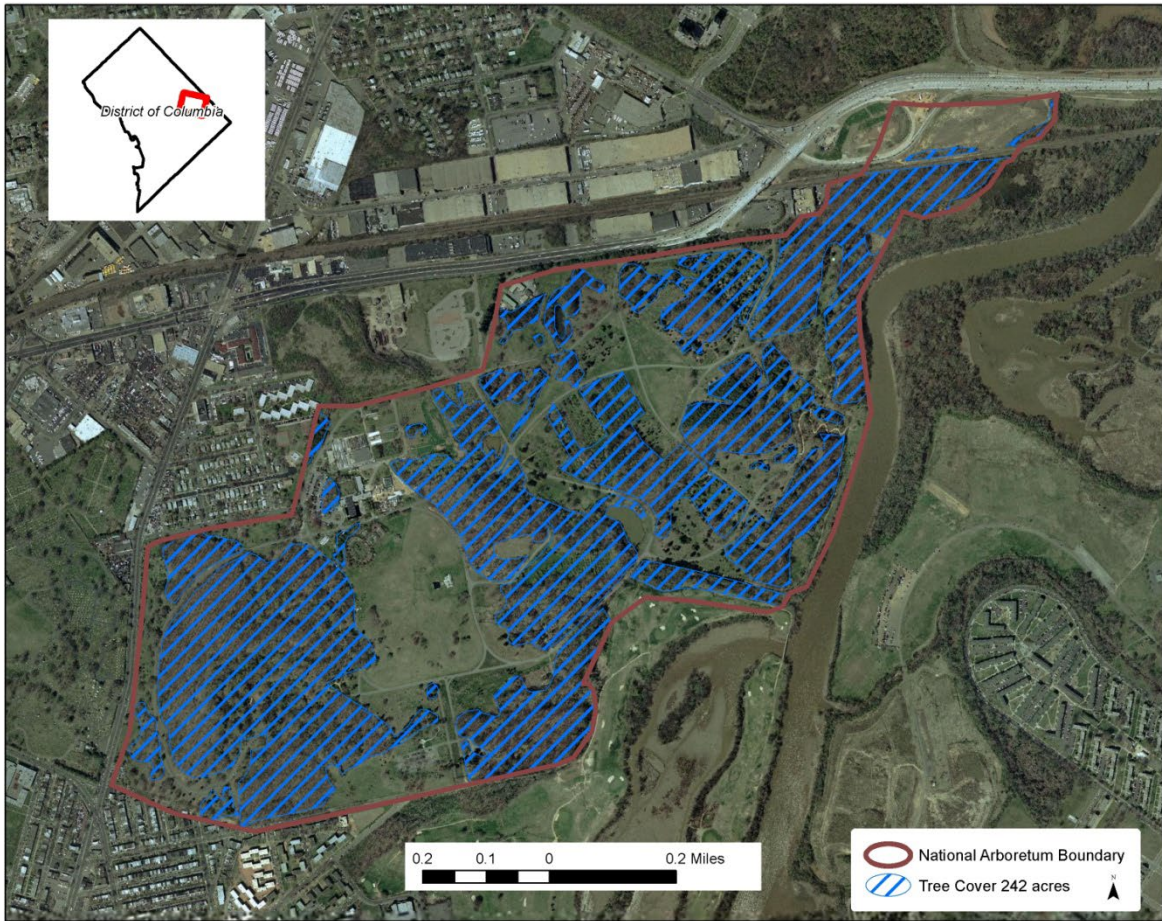 District of Columbia
0.2 0.1 0 0.2 Miles
National Arboretum Boundary
Tree Cover 242 acres
N